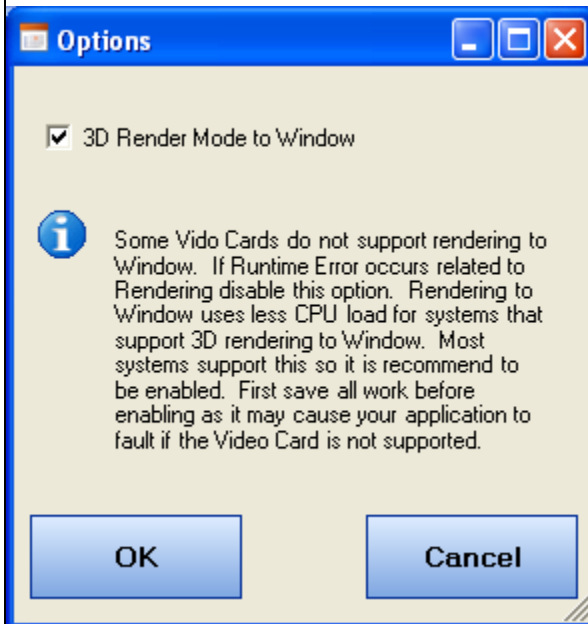 Options
3D Render Mode to Window
Some Vido Cards do not support rendering to
Window. If Runtime Error occurs related to
Rendering disable this option. Rendering to
Window uses less CPU load for systems that
support 3D rendering to Window. Most
systems support this so it is recommend to
be enabled. First save all work before
enabling as it may cause your application to
fault if the Video Card is not supported.
OK
Cancel